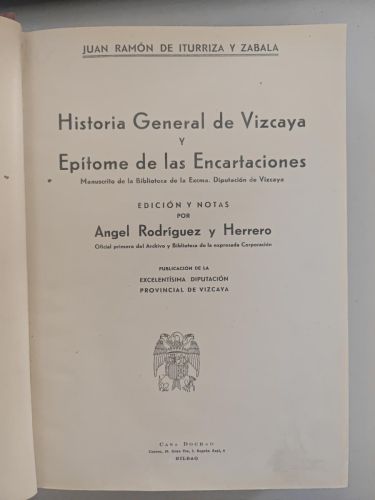 JUAN RAMÓN DE ITURRIZA Y ZABALA
Historia General de Vizcaya
Y
Epítome de las Encartaciones
Manuscrito de la Biblioteca de la Excma. Diputación de Vizcaya
EDICIÓN Y NOTAS
POR
Angel Rodríguez y Herrero
Oficial primero del Archivo y Biblioteca de la expresada Corporación
PUBLICACIÓN DE LA
EXCELENTÍSIMA DIPUTACIÓN
PROVINCIAL DE VIZCAYA
CASA DOCHAO
BILBAO